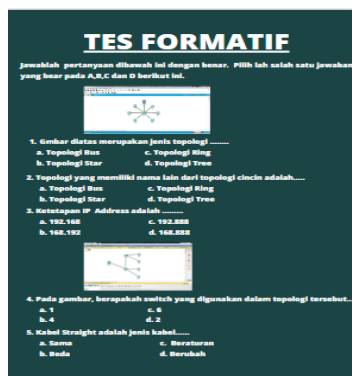 TES FORMATIF
Jawablah pertanyaan dibawah ini dengan benar. Pilih lah salah satu jawaban
yang bear pada A,B,C dan D berikut ini.
1. Gmbar diatas merupakan jenis topologi ........
a. Topologi Bus c. Topologi Ring
b. Topologi Star d. Topologi Tree
2. Topologi yang memiliki nama lain dari topologi cincin adalah.....
a. Topologi Bus c. Topologi Ring
b. Topologi Star d. Topologi Tree
3. Ketetapan IP Address adalah .........
a. 192.168 c. 192.888
b. 168.192 d. 168.888
4. Pada gambar, berapakah switch yang digunakan dalam topologi tersebut...
a. 1 c. 6
b. 4 d. 2
5. Kabel Straight adalah jenis kabel......
a. Sama c. Beraturan
b. Beda d. Berubah